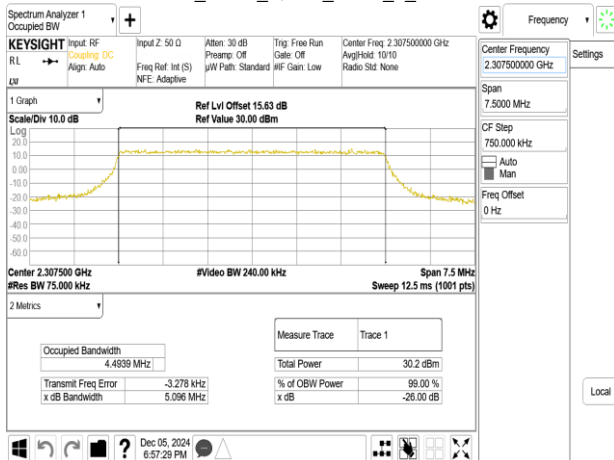 Spectrum Analyzer 1
Occupied BW
Frequency
KEYSIGHT
RL
Input: RF
Coupling: DC
Align: Auto
Input Z: 50 Ω
Freq Ref: Int (S)
NFE: Adaptive
Atten: 30 dB
Preamp: Off
µW Path: Standard
Trig: Free Run
Gate: Off
#IF Gain: Low
Center Freq: 2.307500000 GHz
Avg|Hold: 10/10
Radio Std: None
Center Frequency
2.307500000 GHz
Settings
Span
7.5000 MHz
CF Step
750.000 kHz
Auto
Man
Freq Offset
0 Hz
Local
1 Graph
Scale/Div 10.0 dB
Ref Lvl Offset 15.63 dB
Ref Value 30.00 dBm
Log
20.0
10.0
0.00
-10.0
-20.0
-30.0
-40.0
-50.0
-60.0
Center 2.307500 GHz
#Res BW 75.000 kHz
#Video BW 240.00 kHz
Span 7.5 MHz
Sweep 12.5 ms (1001 pts)
2 Metrics
Occupied Bandwidth
4.4939 MHz
Transmit Freq Error -3.278 kHz
x dB Bandwidth 5.096 MHz
Measure Trace Trace 1
Total Power 30.2 dBm
% of OBW Power 99.00 %
x dB -26.00 dB
?
Dec 05, 2024
6:57:29 PM